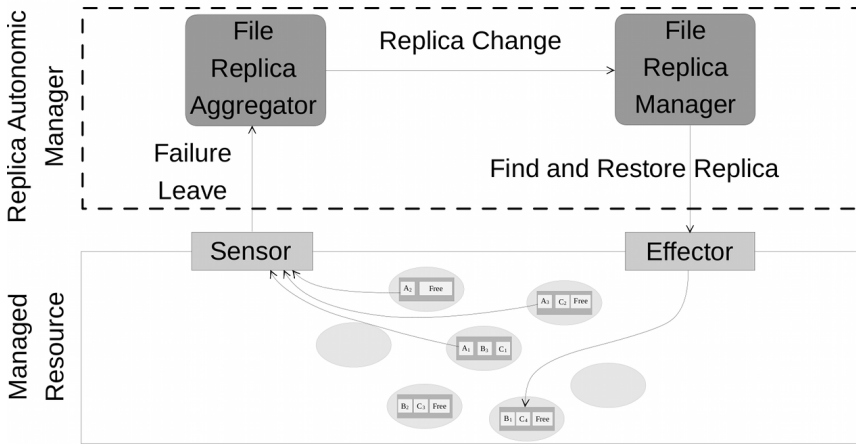 Replica Autonomic
Manager
File
Replica
Aggregator
Replica Change
File
Replica
Manager
Failure
Leave
Find and Restore Replica
Sensor
Effector
Managed
Resource
A2 Free
A3 C2 Free
A1 B3 C1
B2 C3 Free
B1 C4 Free